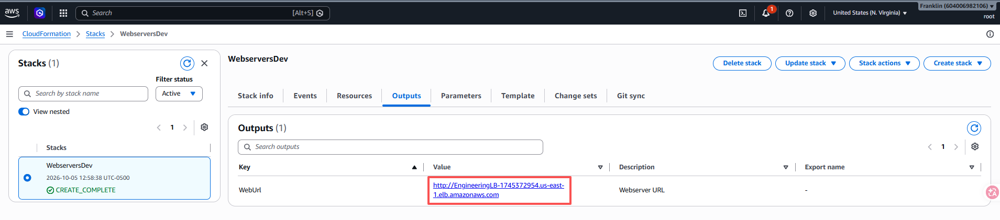 aws
Search [Alt+S]
1
United States (N. Virginia)
Franklin (604006982106)
root
CloudFormation Stacks WebserversDev
Stacks (1)
Filter status
Search by stack name
Active
View nested
1
Stacks
WebserversDev
2026-10-05 12:58:38 UTC-0500
CREATE_COMPLETE
WebserversDev
Delete stack Update stack Stack actions Create stack
Stack info Events Resources Outputs Parameters Template Change sets Git sync
Outputs (1)
Search outputs
1
Key Value Description Export name
WebUrl
http://EngineeringLB-1745372954.us-east-
1.elb.amazonaws.com
Webserver URL
-